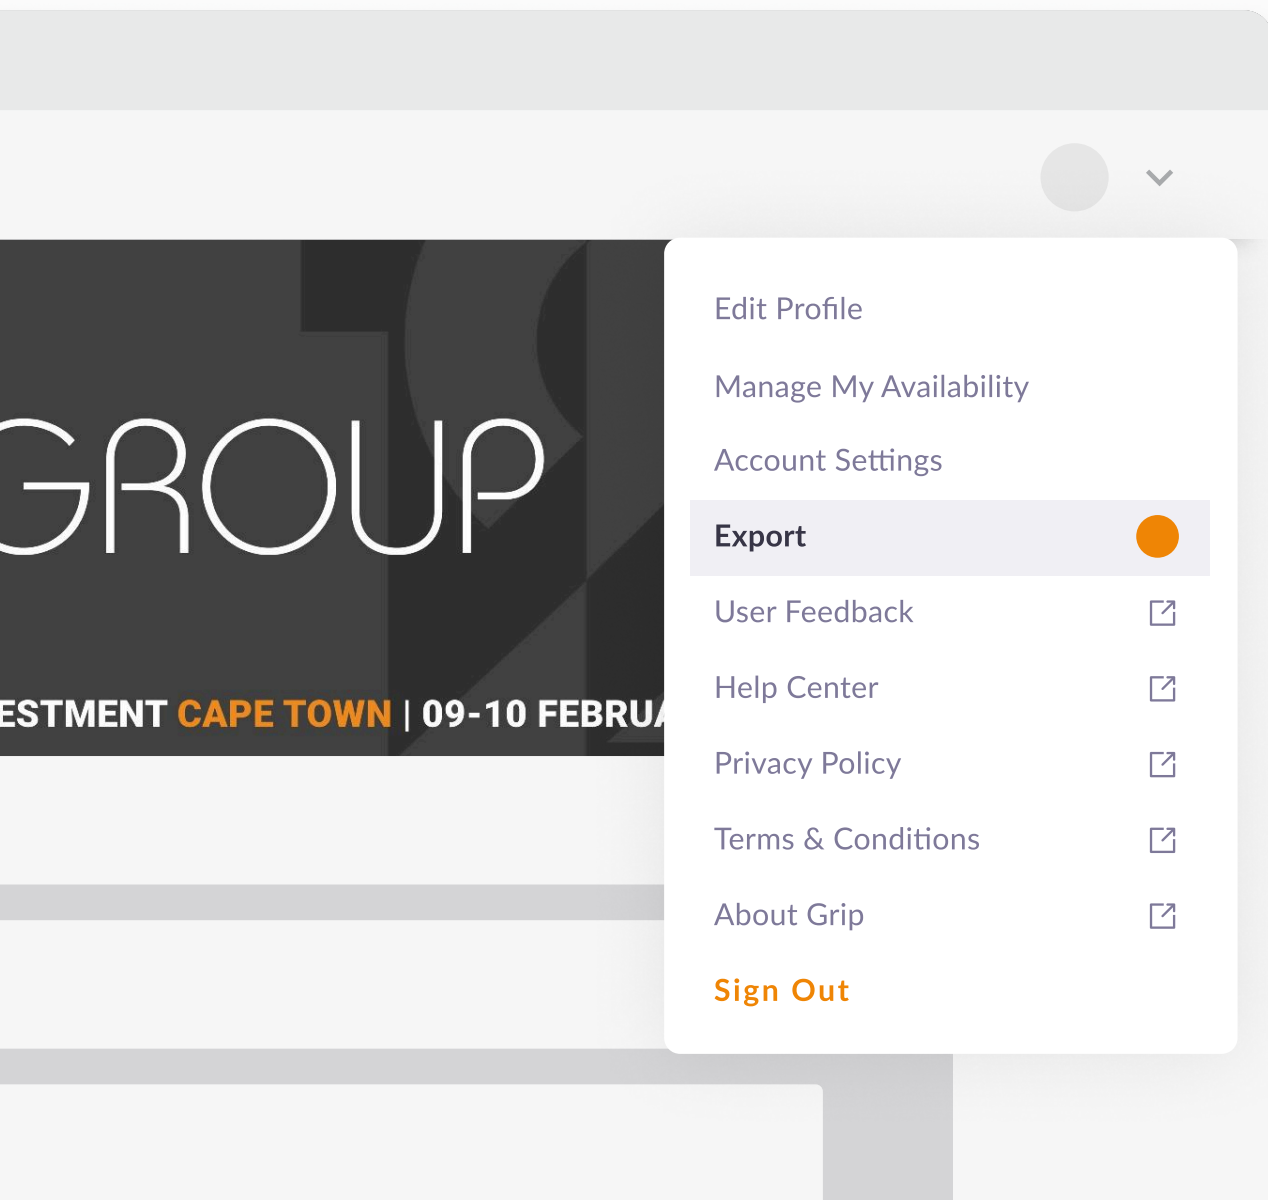 GROUP
ESTMENT CAPE TOWN | 09-10 FEBRUA
Edit Profile
Manage My Availability
Account Settings
Export
User Feedback
Help Center
Privacy Policy
Terms & Conditions
About Grip
Sign Out